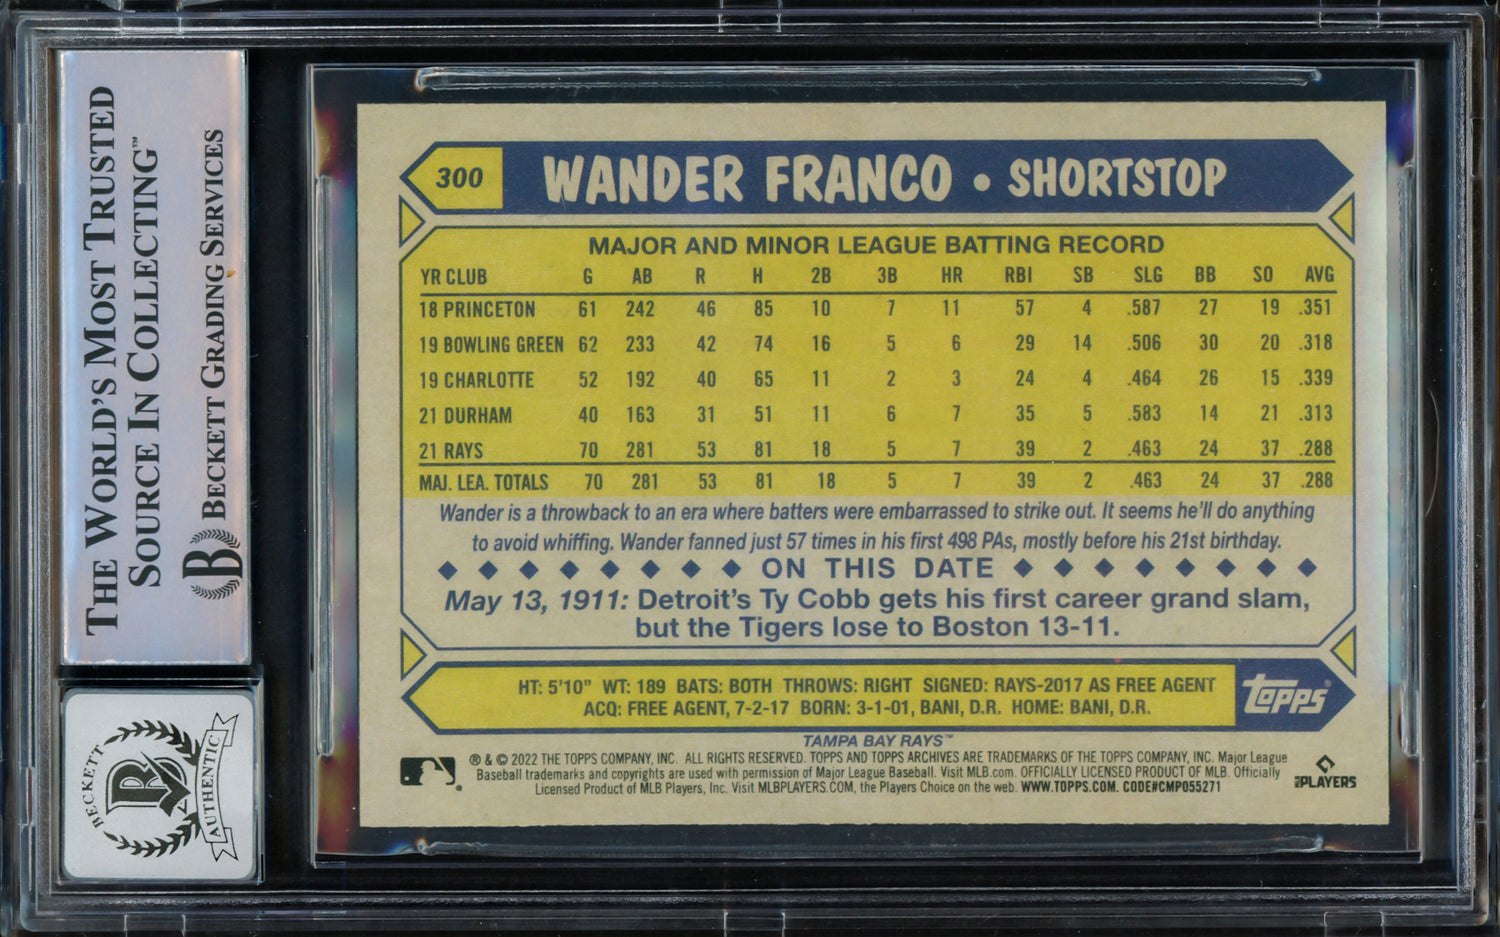 THE WORLD'S MOST TRUSTED
SOURCE IN COLLECTING™
BECKETT GRADING SERVICES
B
BECKETT
B
AUTHENTIC
300 WANDER FRANCO • SHORTSTOP
MAJOR AND MINOR LEAGUE BATTING RECORD
YR CLUB G AB R H 2B 3B HR RBI SB SLG BB SO AVG
18 PRINCETON 61 242 46 85 10 7 11 57 4 .587 27 19 .351
19 BOWLING GREEN 62 233 42 74 16 5 6 29 14 .506 30 20 .318
19 CHARLOTTE 52 192 40 65 11 2 3 24 4 .464 26 15 .339
21 DURHAM 40 163 31 51 11 6 7 35 5 .583 14 21 .313
21 RAYS 70 281 53 81 18 5 7 39 2 .463 24 37 .288
MAJ. LEA. TOTALS 70 281 53 81 18 5 7 39 2 .463 24 37 .288
Wander is a throwback to an era where batters were embarrassed to strike out. It seems he'll do anything
to avoid whiffing. Wander fanned just 57 times in his first 498 PAs, mostly before his 21st birthday.
◆ ◆ ◆ ◆ ◆ ◆ ◆ ◆ ON THIS DATE ◆ ◆ ◆ ◆ ◆ ◆ ◆ ◆
May 13, 1911: Detroit's Ty Cobb gets his first career grand slam,
but the Tigers lose to Boston 13-11.
HT: 5'10" WT: 189 BATS: BOTH THROWS: RIGHT SIGNED: RAYS-2017 AS FREE AGENT
ACQ: FREE AGENT, 7-2-17 BORN: 3-1-01, BANI, D.R. HOME: BANI, D.R.
topps®
TAMPA BAY RAYS™
® & © 2022 THE TOPPS COMPANY, INC. ALL RIGHTS RESERVED. TOPPS AND TOPPS ARCHIVES ARE TRADEMARKS OF THE TOPPS COMPANY, INC. Major League
Baseball trademarks and copyrights are used with permission of Major League Baseball. Visit MLB.com. OFFICIALLY LICENSED PRODUCT OF MLB. Officially
Licensed Product of MLB Players, Inc. Visit MLBPLAYERS.COM, the Players Choice on the web. WWW.TOPPS.COM. CODE#CMP055271
MLB PLAYERS